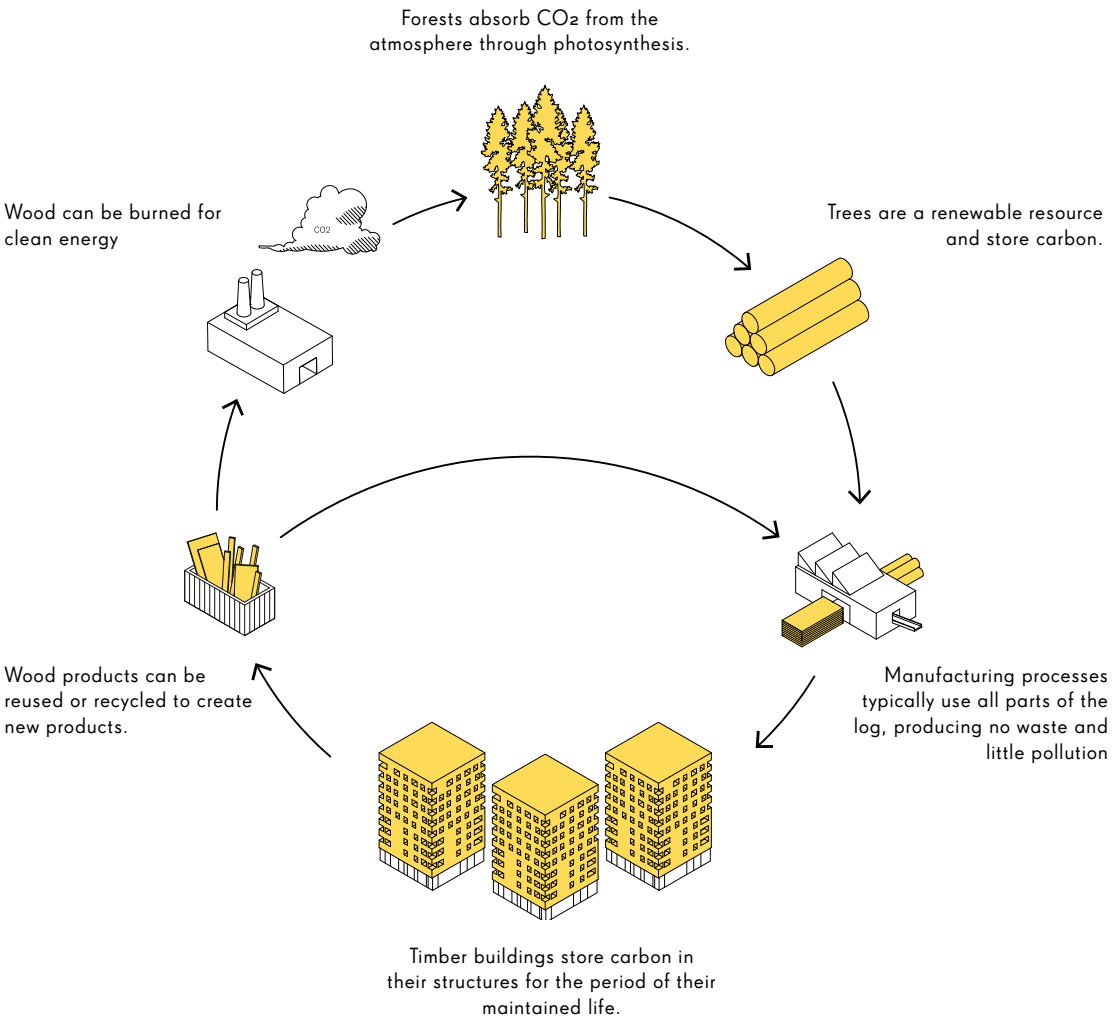 Forests absorb CO2 from the
atmosphere through photosynthesis.
Wood can be burned for
clean energy
CO2
Trees are a renewable resource
and store carbon.
Wood products can be
reused or recycled to create
new products.
Manufacturing processes
typically use all parts of the
log, producing no waste and
little pollution
Timber buildings store carbon in
their structures for the period of their
maintained life.